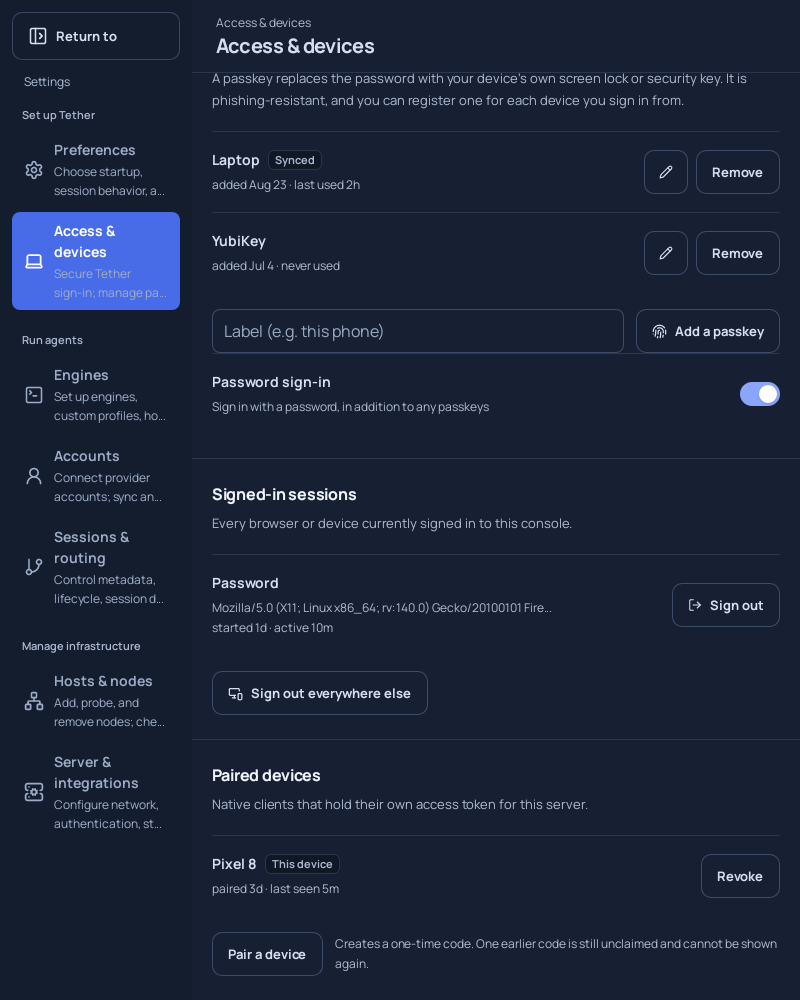 Return to
Settings
Set up Tether
Preferences
Choose startup,
session behavior, a...
Access &
devices
Secure Tether
sign-in; manage pa...
Run agents
Engines
Set up engines,
custom profiles, ho...
Accounts
Connect provider
accounts; sync an...
Sessions &
routing
Control metadata,
lifecycle, session d...
Manage infrastructure
Hosts & nodes
Add, probe, and
remove nodes; che...
Server &
integrations
Configure network,
authentication, st...
Access & devices
Access & devices
A passkey replaces the password with your device's own screen lock or security key. It is
phishing-resistant, and you can register one for each device you sign in from.
Laptop Synced
added Aug 23 · last used 2h
Remove
YubiKey
added Jul 4 · never used
Remove
Label (e.g. this phone)
Add a passkey
Password sign-in
Sign in with a password, in addition to any passkeys
Signed-in sessions
Every browser or device currently signed in to this console.
Password
Mozilla/5.0 (X11; Linux x86_64; rv:140.0) Gecko/20100101 Fire...
started 1d · active 10m
Sign out
Sign out everywhere else
Paired devices
Native clients that hold their own access token for this server.
Pixel 8 This device
paired 3d · last seen 5m
Revoke
Pair a device
Creates a one-time code. One earlier code is still unclaimed and cannot be shown
again.